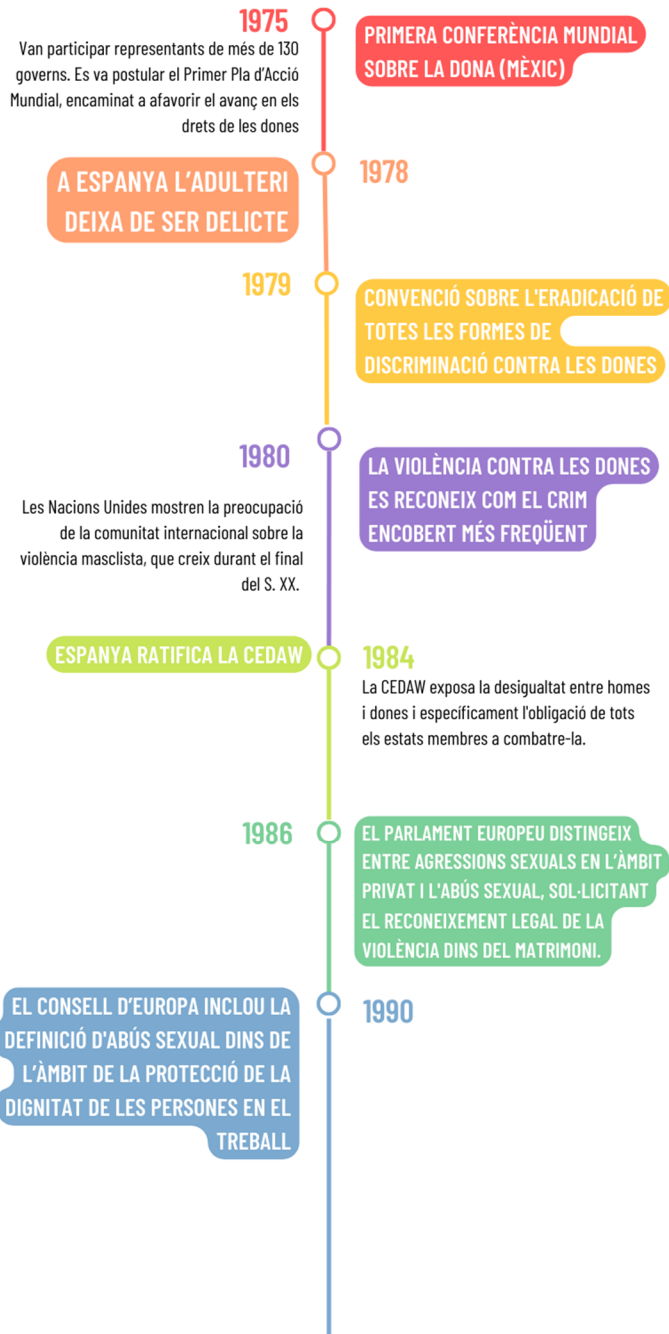 1975
PRIMERA CONFERÈNCIA MUNDIAL
SOBRE LA DONA (MÈXIC)
Van participar representants de més de 130
governs. Es va postular el Primer Pla d'Acció
Mundial, encaminat a afavorir el avanç en els
drets de les dones
1978
A ESPANYA L'ADULTERI
DEIXA DE SER DELICTE
1979
CONVENCIÓ SOBRE L'ERADICACIÓ DE
TOTES LES FORMES DE
DISCRIMINACIÓ CONTRA LES DONES
1980
LA VIOLÈNCIA CONTRA LES DONES
ES RECONEIX COM EL CRIM
ENCOBERT MÉS FREQÜENT
Les Nacions Unides mostren la preocupació
de la comunitat internacional sobre la
violència masclista, que creix durant el final
del S. XX.
1984
ESPANYA RATIFICA LA CEDAW
La CEDAW exposa la desigualtat entre homes
i dones i específicament l'obligació de tots
els estats membres a combatre-la.
1986
EL PARLAMENT EUROPEU DISTINGEIX
ENTRE AGRESSIONS SEXUALS EN L'ÀMBIT
PRIVAT I L'ABÚS SEXUAL, SOL·LICITANT
EL RECONEIXEMENT LEGAL DE LA
VIOLÈNCIA DINS DEL MATRIMONI.
1990
EL CONSELL D'EUROPA INCLOU LA
DEFINICIÓ D'ABÚS SEXUAL DINS DE
L'ÀMBIT DE LA PROTECCIÓ DE LA
DIGNITAT DE LES PERSONES EN EL
TREBALL